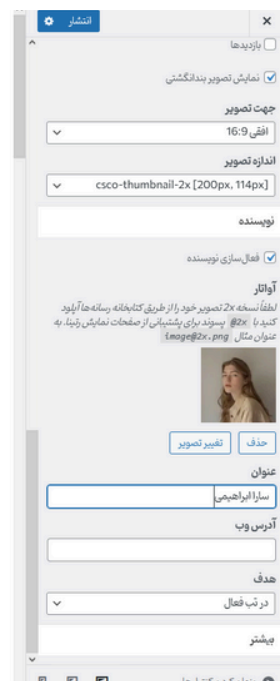 انتشار
بازدیدها
نمایش تصویر بندانگشتی
جهت تصویر
افقی 16:9
اندازه تصویر
csco-thumbnail-2x [200px, 114px]
نویسنده
فعال‌سازی نویسنده
آواتار
لطفاً نسخه 2x تصویر خود را از طریق کتابخانه رسانه‌ها آپلود
کنید با @2x پسوند برای پشتیبانی از صفحات نمایش رتینا. به
عنوان مثال image@2x.png
حذف
تغییر تصویر
عنوان
سارا ابراهیمی
آدرس وب
هدف
در تب فعال
بیشتر